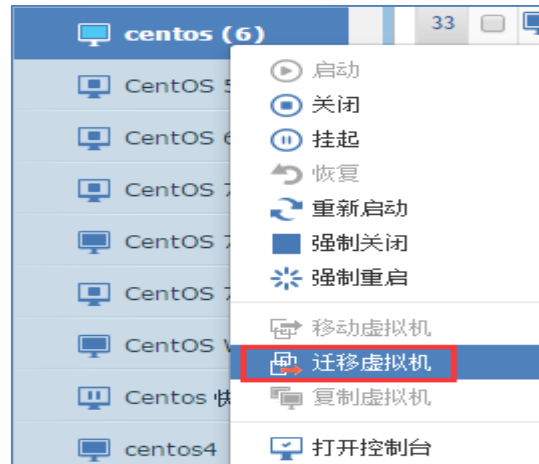 centos (6)
33
CentOS 5
CentOS 6
CentOS 7
CentOS 7
CentOS 7
CentOS
Centos 快
centos4
启动
关闭
挂起
恢复
重新启动
强制关闭
强制重启
移动虚拟机
迁移虚拟机
复制虚拟机
打开控制台